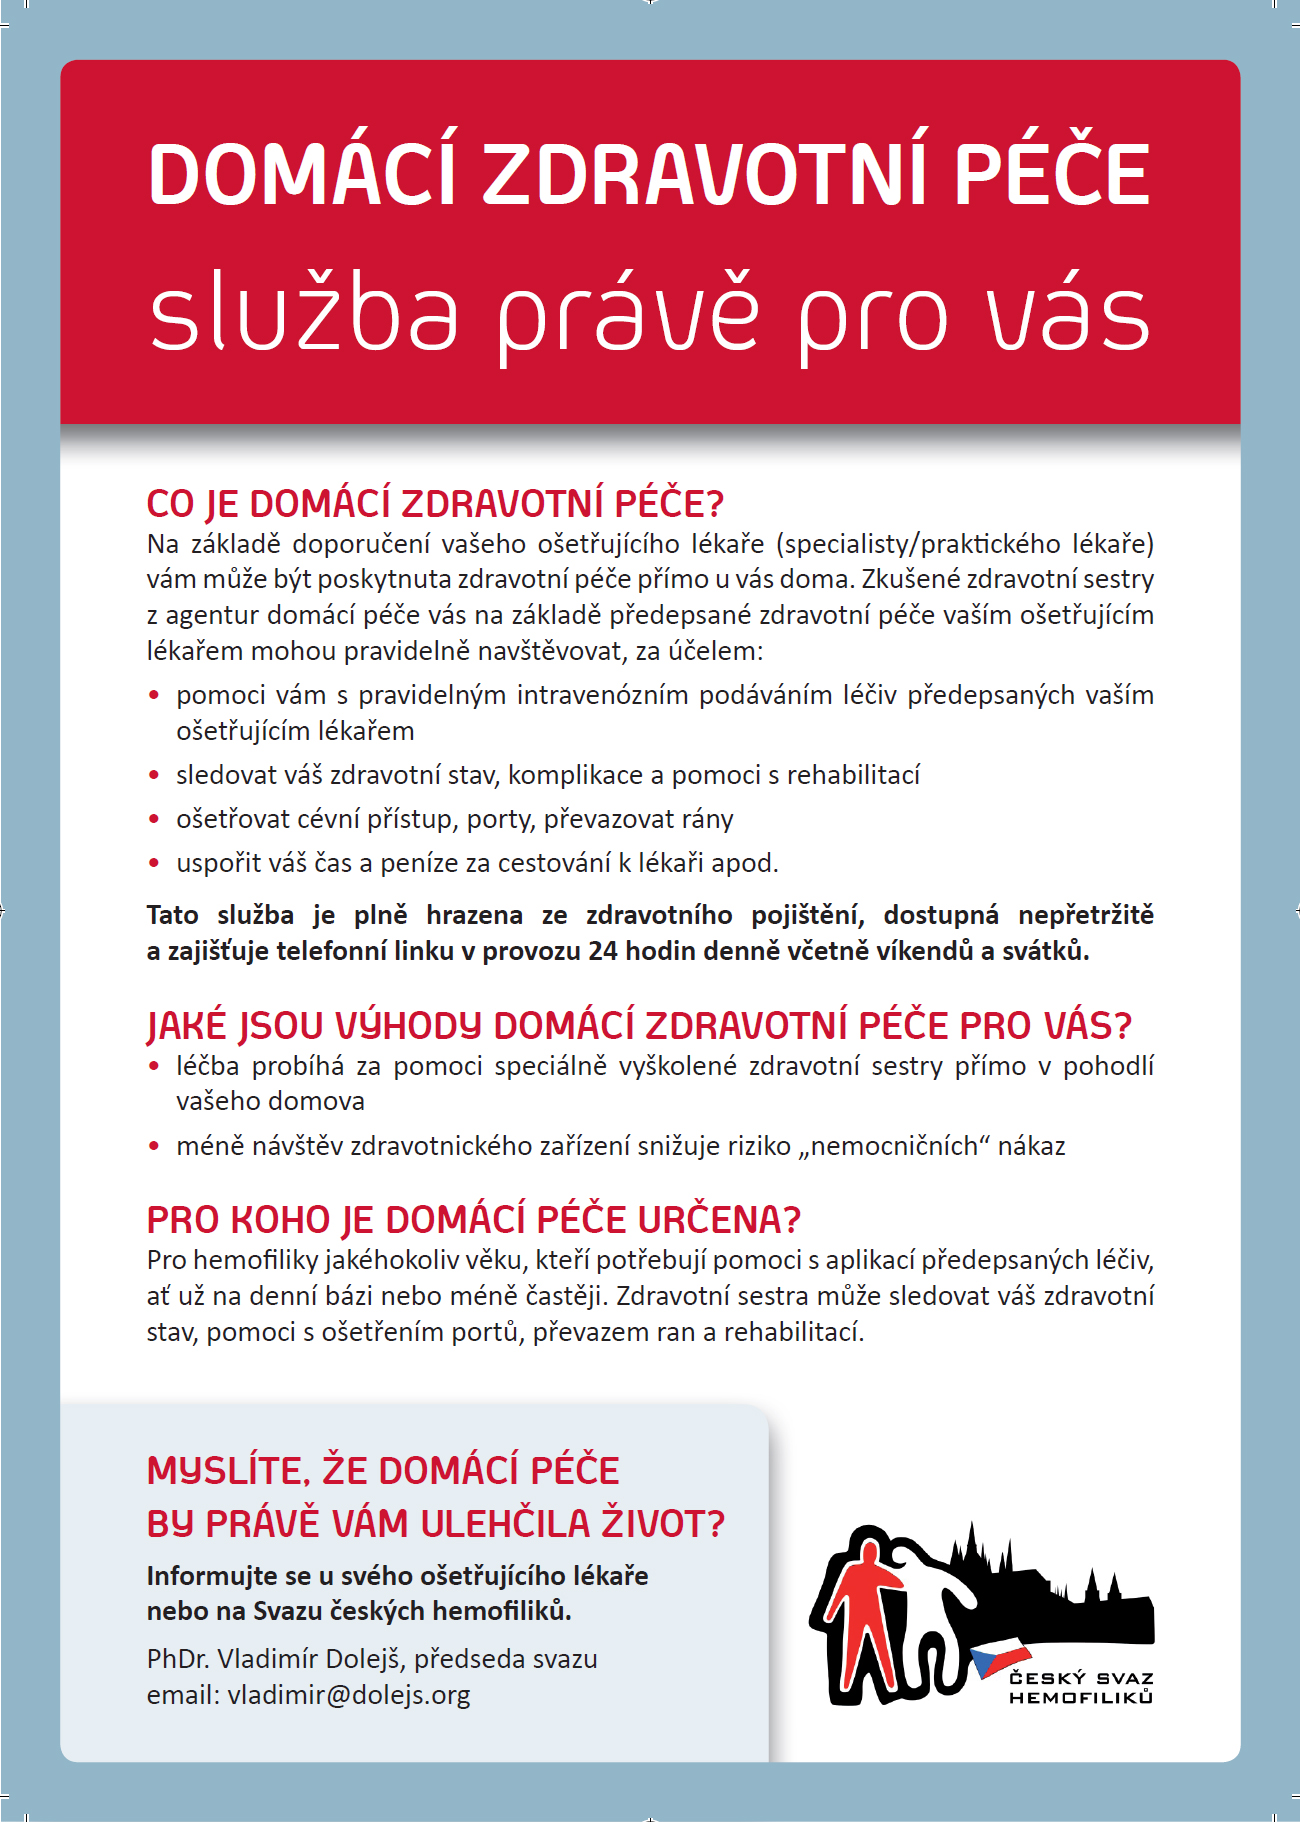 DOMÁCÍ ZDRAVOTNÍ PÉČE
služba právě pro vás
CO JE DOMÁCÍ ZDRAVOTNÍ PÉČE?
Na základě doporučení vašeho ošetřujícího lékaře (specialisty/praktického lékaře)
vám může být poskytnuta zdravotní péče přímo u vás doma. Zkušené zdravotní sestry
z agentur domácí péče vás na základě předepsané zdravotní péče vaším ošetřujícím
lékařem mohou pravidelně navštěvovat, za účelem:
• pomoci vám s pravidelným intravenózním podáváním léčiv předepsaných vaším
ošetřujícím lékařem
• sledovat váš zdravotní stav, komplikace a pomoci s rehabilitací
• ošetřovat cévní přístup, porty, převazovat rány
• uspořit váš čas a peníze za cestování k lékaři apod.
Tato služba je plně hrazena ze zdravotního pojištění, dostupná nepřetržitě
a zajišťuje telefonní linku v provozu 24 hodin denně včetně víkendů a svátků.
JAKÉ JSOU VÝHODY DOMÁCÍ ZDRAVOTNÍ PÉČE PRO VÁS?
• léčba probíhá za pomoci speciálně vyškolené zdravotní sestry přímo v pohodlí
vašeho domova
• méně návštěv zdravotnického zařízení snižuje riziko „nemocničních“ nákaz
PRO KOHO JE DOMÁCÍ PÉČE URČENA?
Pro hemofiliky jakéhokoliv věku, kteří potřebují pomoci s aplikací předepsaných léčiv,
ať už na denní bázi nebo méně častěji. Zdravotní sestra může sledovat váš zdravotní
stav, pomoci s ošetřením portů, převazem ran a rehabilitací.
MYSLÍTE, ŽE DOMÁCÍ PÉČE
BY PRÁVĚ VÁM ULEHČILA ŽIVOT?
Informujte se u svého ošetřujícího lékaře
nebo na Svazu českých hemofiliků.
PhDr. Vladimír Dolejš, předseda svazu
email: vladimir@dolejs.org
ČESKÝ SVAZ
HEMOFILIKŮ